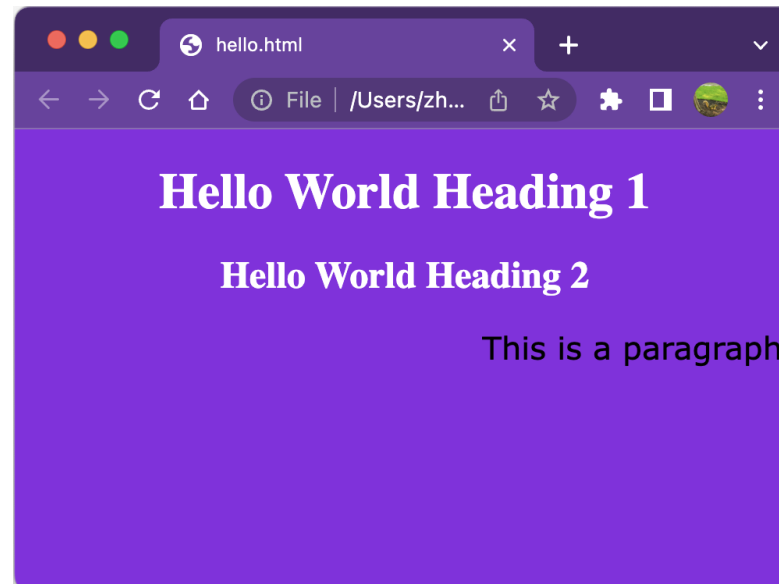 hello.html
File /Users/zh...
Hello World Heading 1
Hello World Heading 2
This is a paragraph